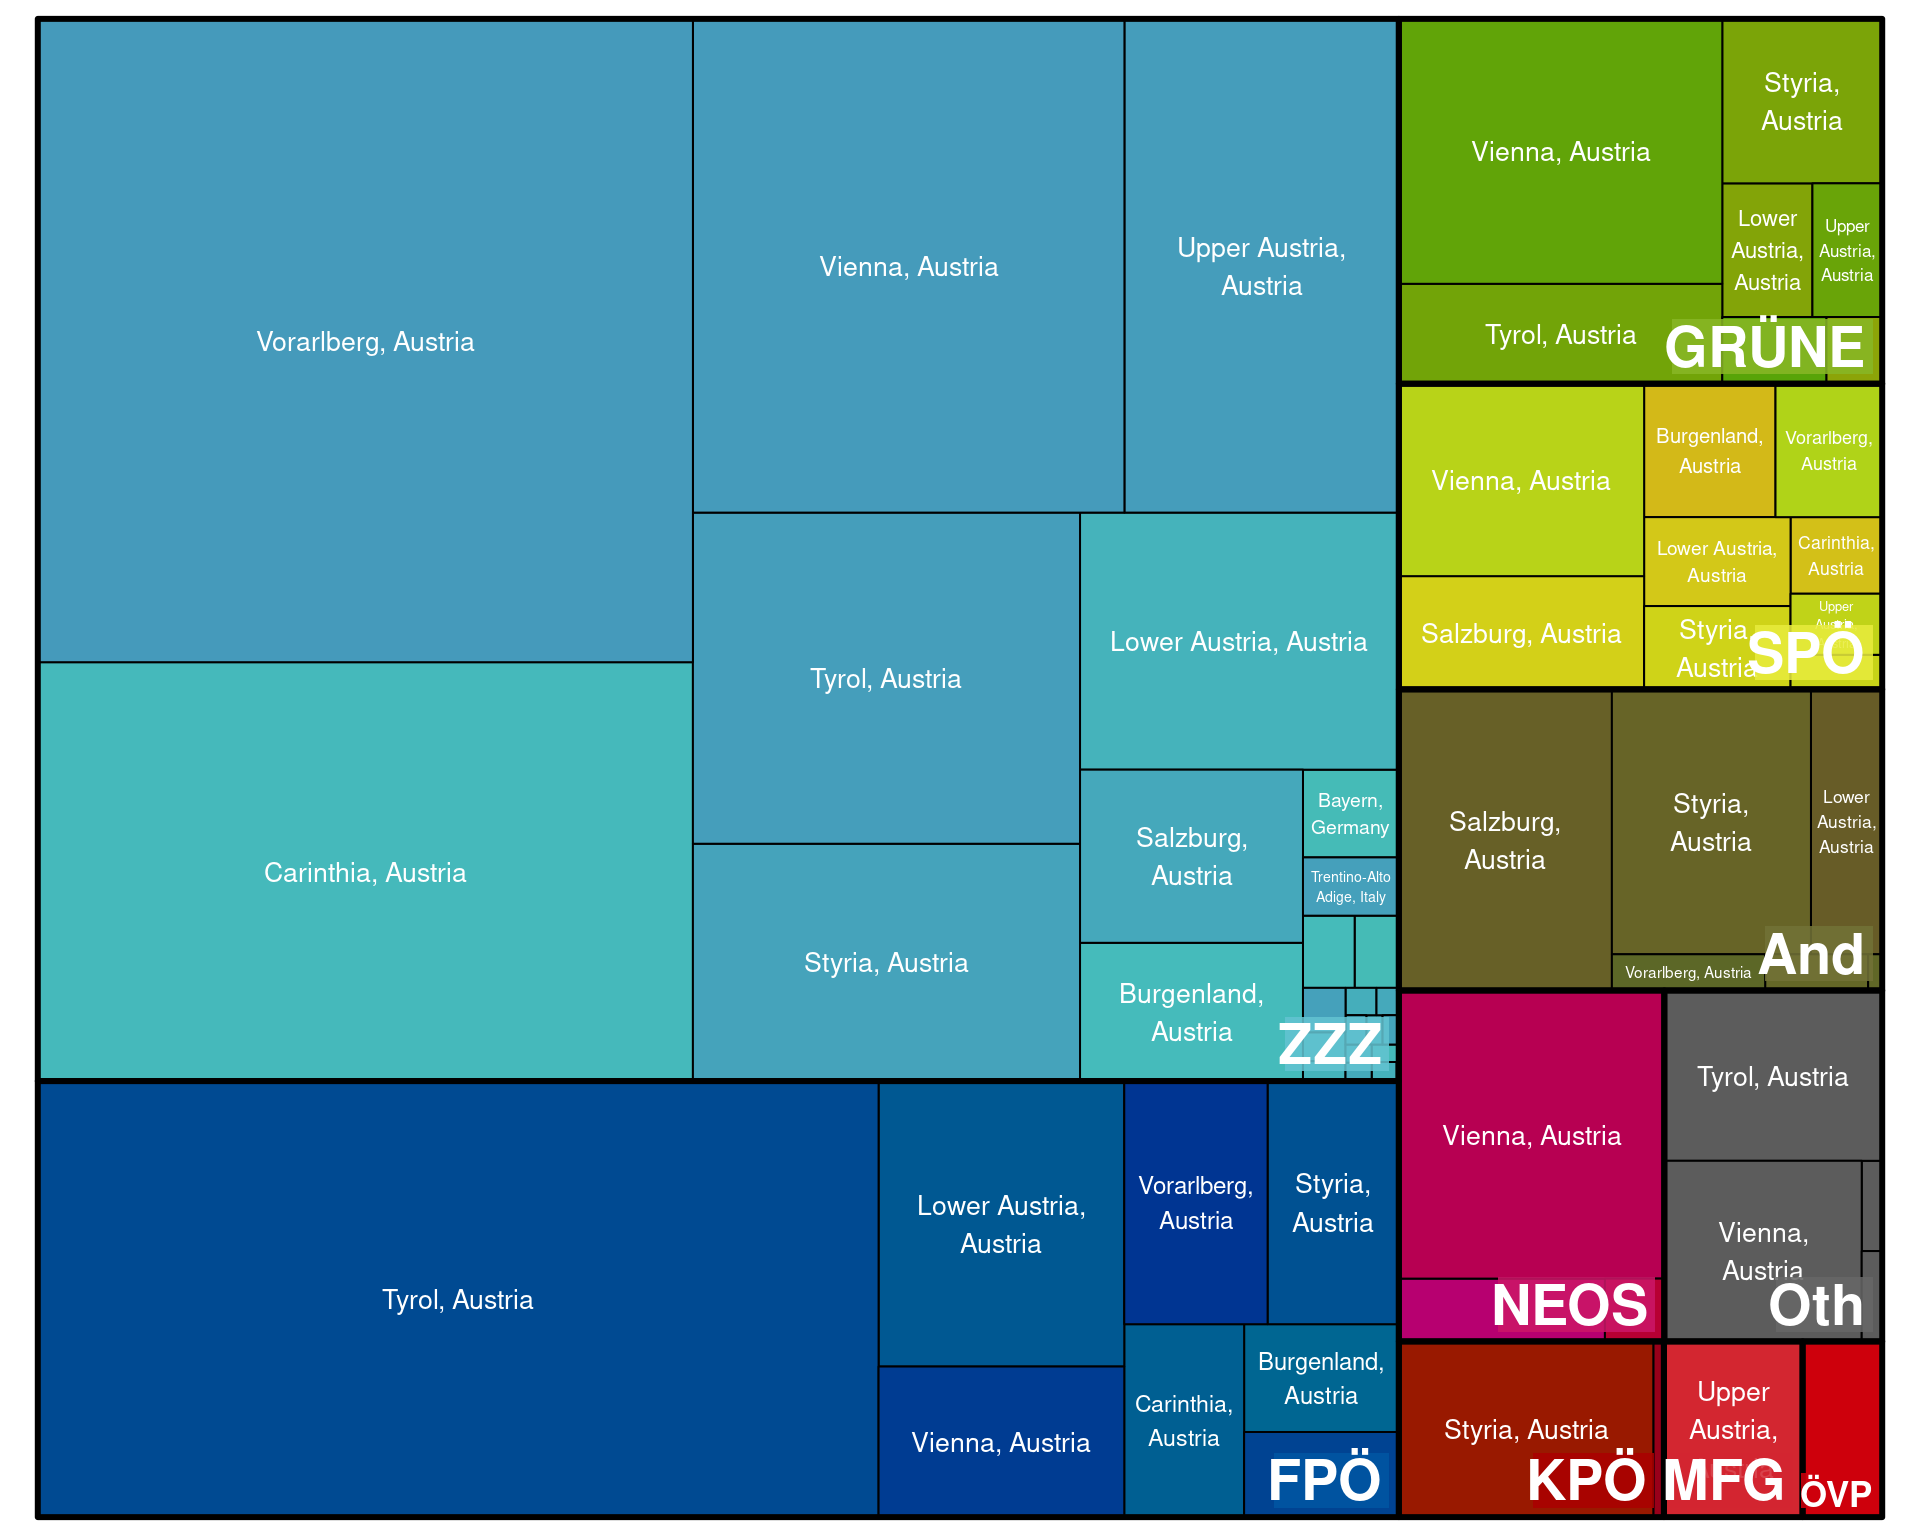 Vorarlberg, Austria
Vienna, Austria
Upper Austria,
Austria
Carinthia, Austria
Tyrol, Austria
Lower Austria, Austria
Styria, Austria
Salzburg,
Austria
Bayern,
Germany
Trentino-Alto
Adige, Italy
Burgenland,
Austria
ZZZ
Tyrol, Austria
Lower Austria,
Austria
Vienna, Austria
Vorarlberg,
Austria
Styria,
Austria
Carinthia,
Austria
Burgenland,
Austria
FPÖ
Vienna, Austria
Styria,
Austria
Lower
Austria,
Austria
Upper
Austria,
Austria
Tyrol, Austria
GRÜNE
Vienna, Austria
Burgenland,
Austria
Vorarlberg,
Austria
Lower Austria,
Austria
Carinthia,
Austria
Salzburg, Austria
Styria,
Austria
Upper
SPÖ
Salzburg,
Austria
Styria,
Austria
Lower
Austria,
Austria
Vorarlberg, Austria
And
Vienna, Austria
NEOS
Tyrol, Austria
Vienna,
Austria
Oth
Styria, Austria
KPÖ
Upper
Austria,
MFG
ÖVP